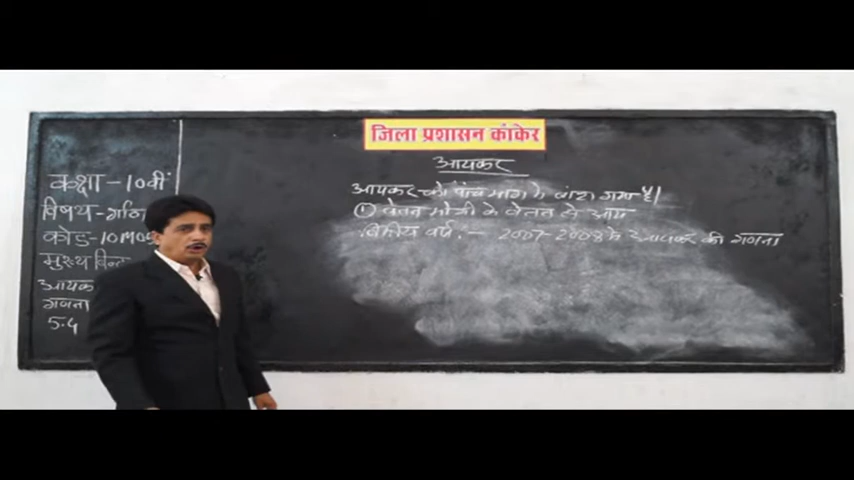 जिला प्रशासन कांकेर
कक्षा - 10वीं
विषय - गणि
कोड - 10M05
मुख्य बिन्दु
आयक
गणना
5.4
आयकर
आयकर को पांच भाग में बांटा गया है।
① वेतन भोगी के वेतन से आय
वित्तीय वर्ष :- 2007-2008 के आयकर की गणना